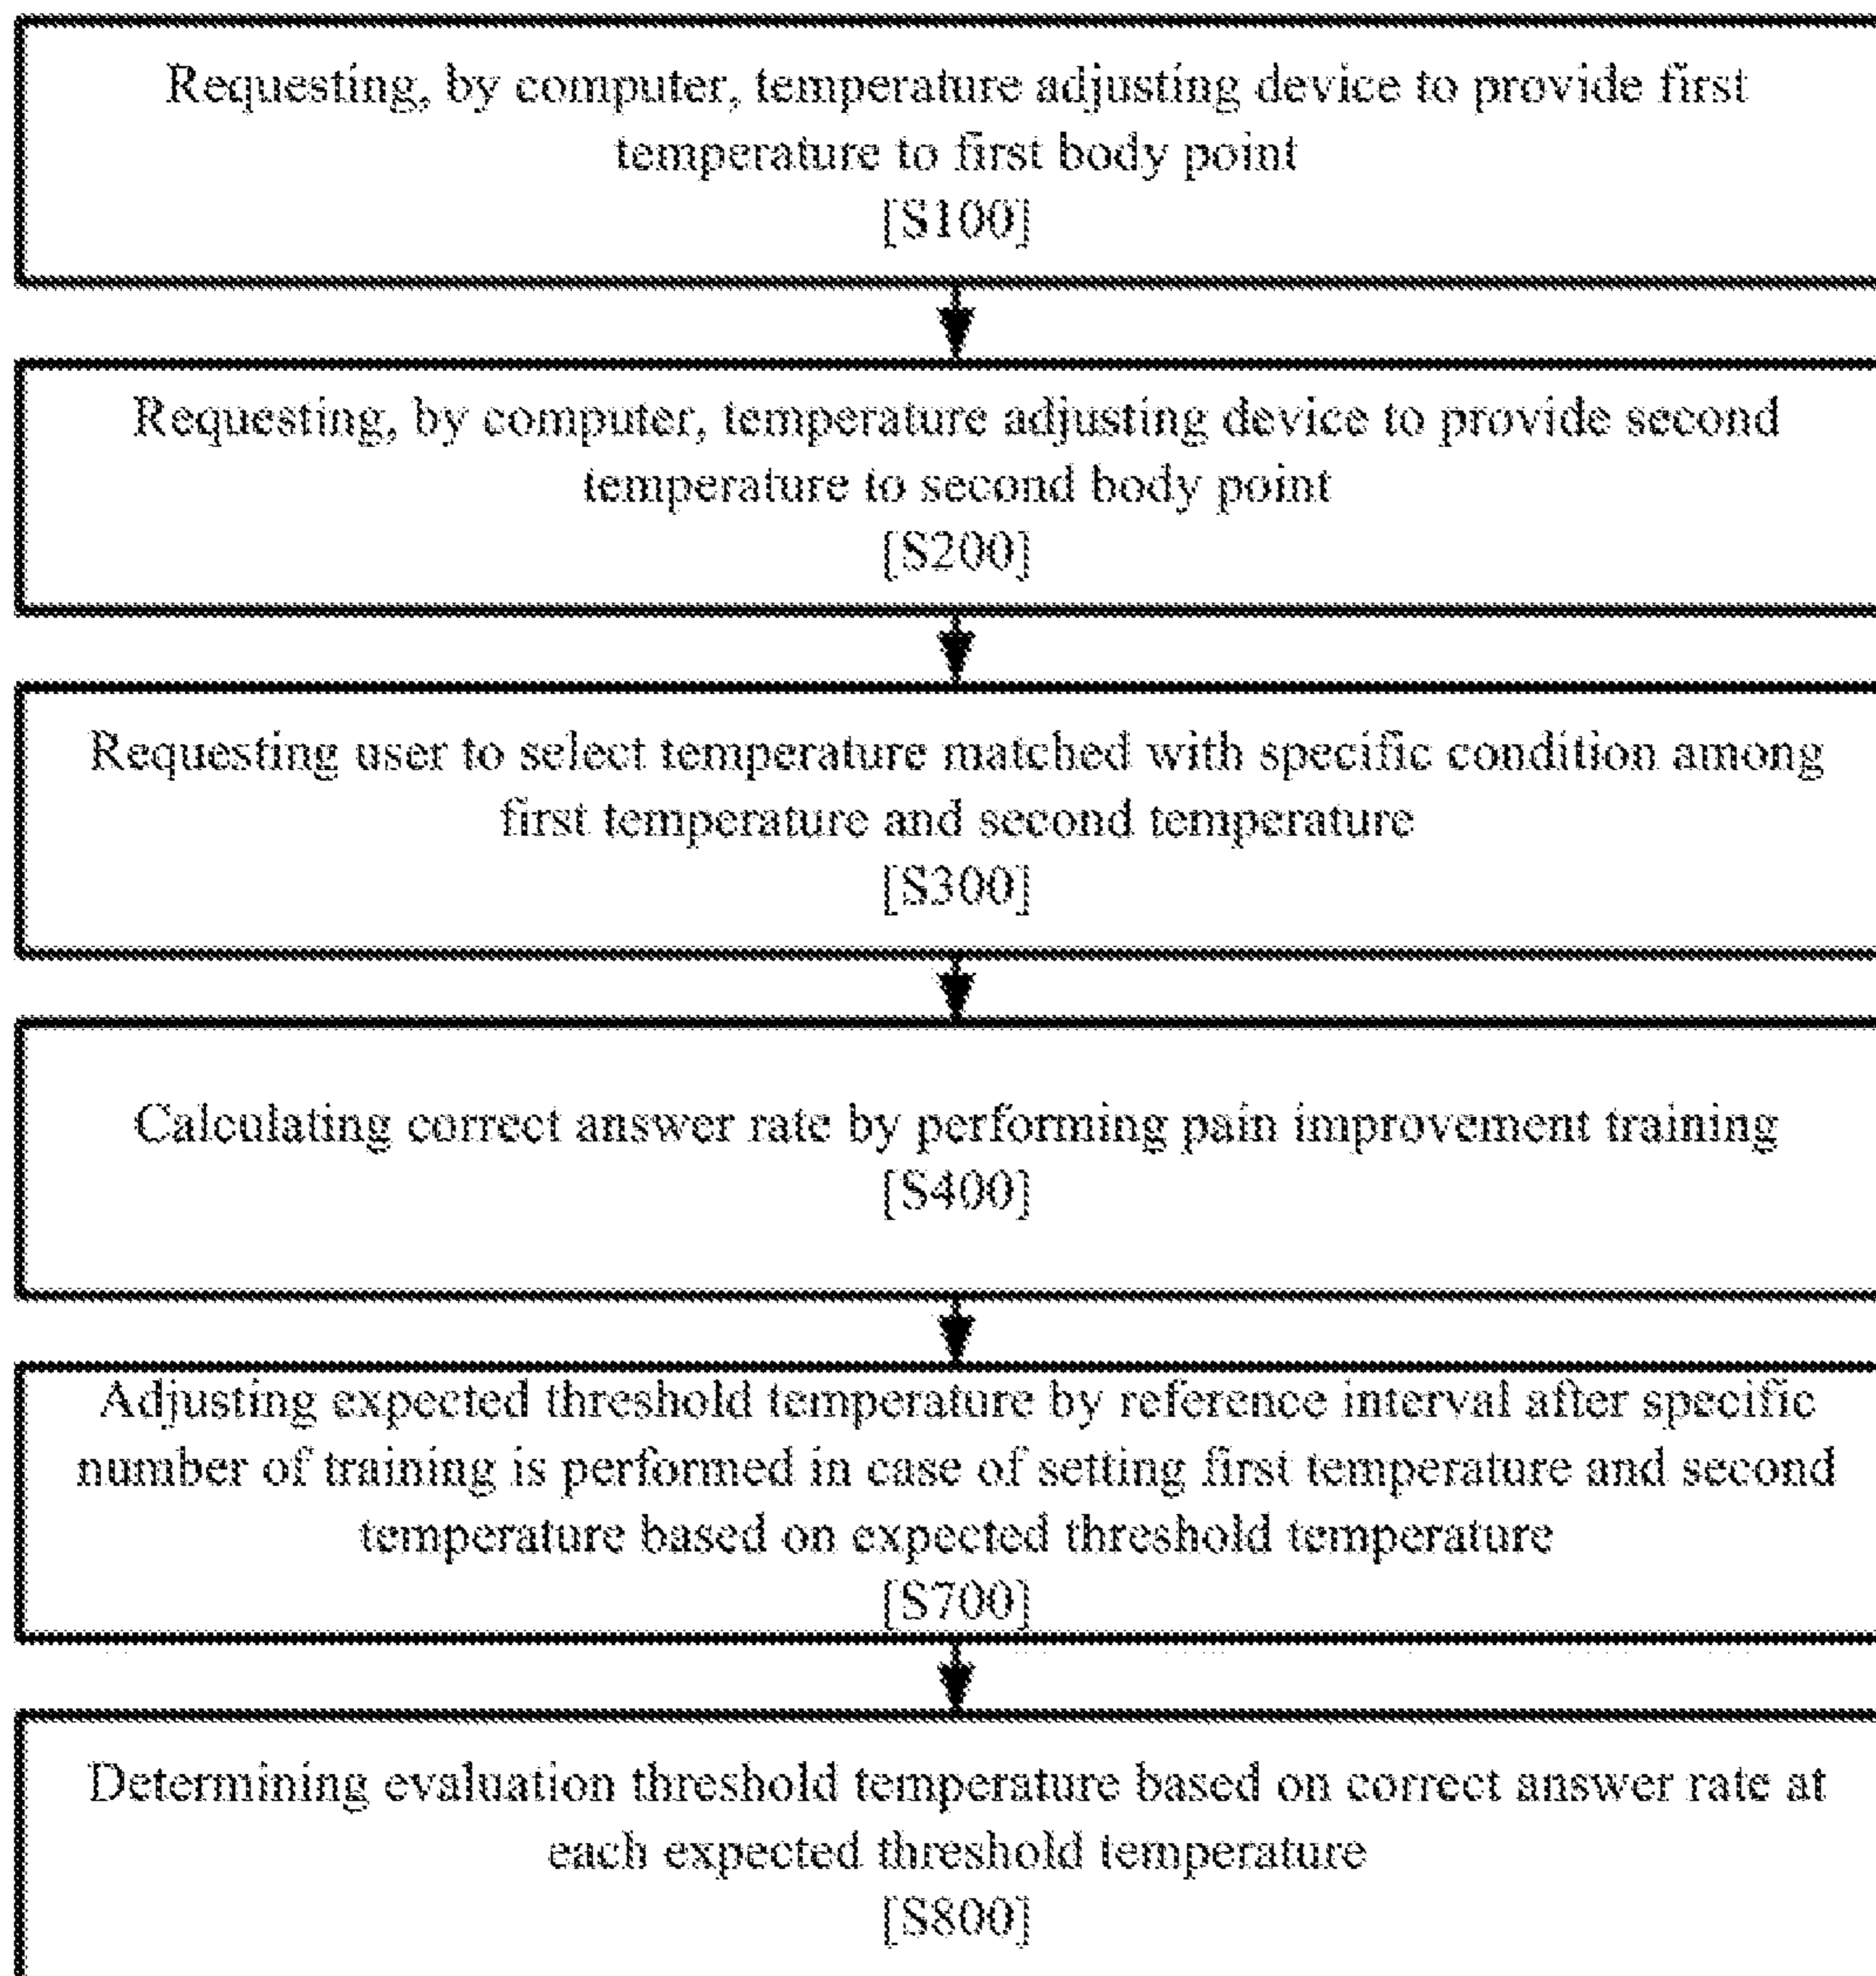 Requesting, by computer, temperature adjusting device to provide first
temperature to first body point
[S100]
Requesting, by computer, temperature adjusting device to provide second
temperature to second body point
[S200]
Requesting user to select temperature matched with specific condition among
first temperature and second temperature
[S300]
Calculating correct answer rate by performing pain improvement training
[S400]
Adjusting expected threshold temperature by reference interval after specific
number of training is performed in case of setting first temperature and second
temperature based on expected threshold temperature
[S700]
Determining evaluation threshold temperature based on correct answer rate at
each expected threshold temperature
[S800]